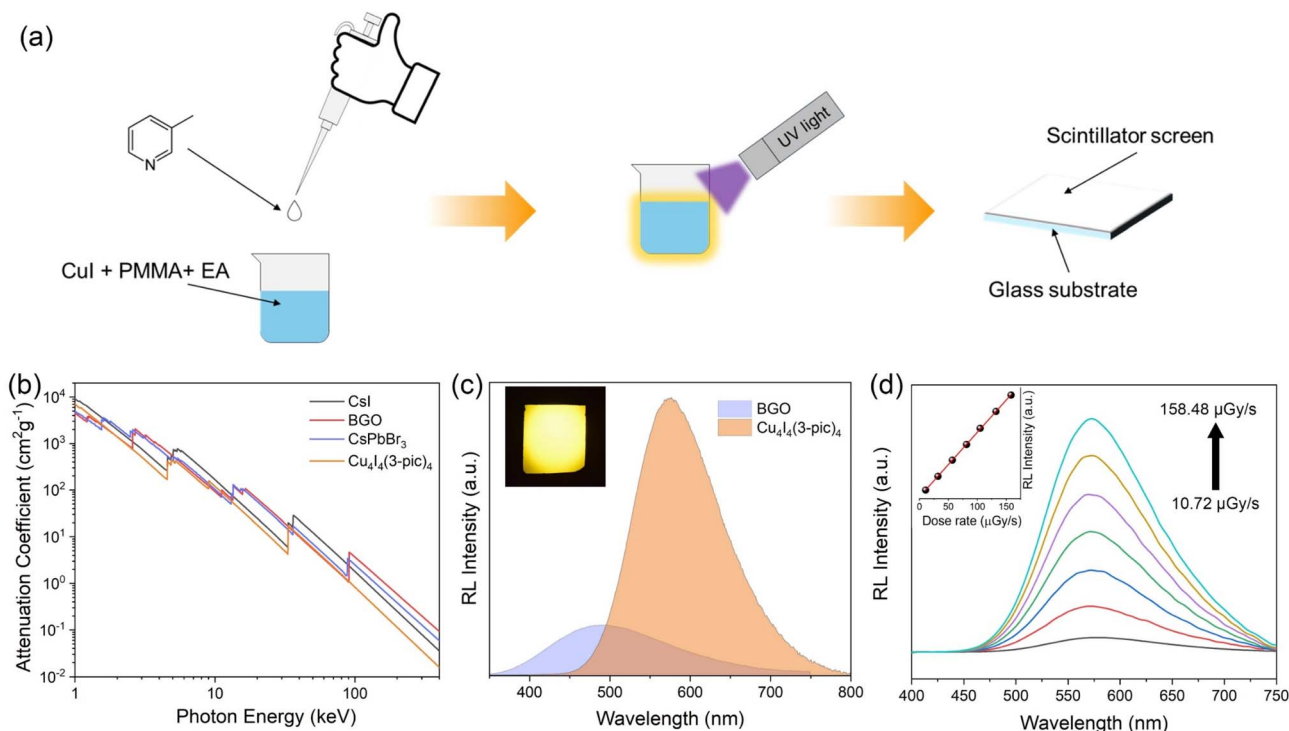 (a)
N
CuI + PMMA+ EA
UV light
Scintillator screen
Glass substrate
(b)
Attenuation Coefficient (cm²g⁻¹)
10⁴
10³
10²
10¹
10⁰
10⁻¹
10⁻²
1
10
100
Photon Energy (keV)
CsI
BGO
CsPbBr₃
Cu₄I₄(3-pic)₄
(c)
RL Intensity (a.u.)
BGO
Cu₄I₄(3-pic)₄
400
500
600
700
800
Wavelength (nm)
(d)
RL Intensity (a.u.)
RL Intensity (a.u.)
0
50
100
150
Dose rate (μGy/s)
158.48 μGy/s
10.72 μGy/s
400
450
500
550
600
650
700
750
Wavelength (nm)